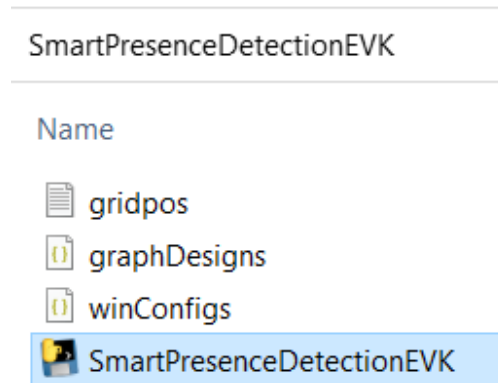 SmartPresenceDetectionEVK
Name
gridpos
graphDesigns
winConfigs
SmartPresenceDetectionEVK